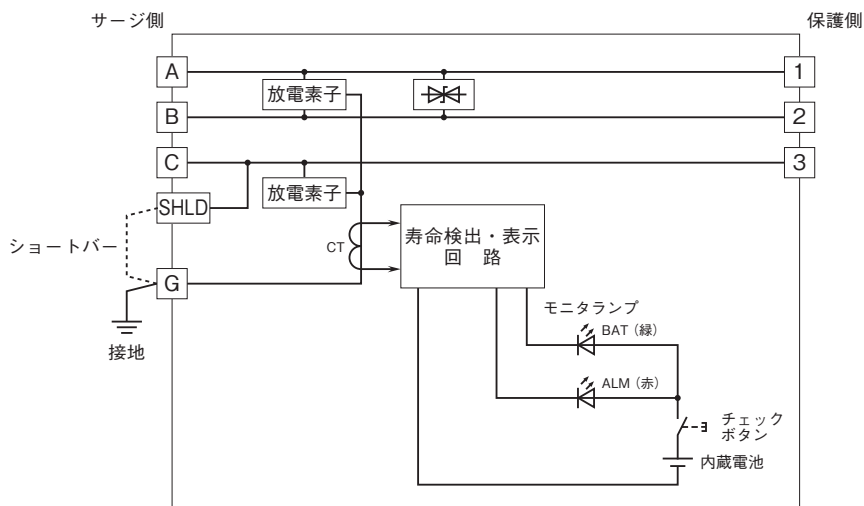 サージ側
保護側
A
1
放電素子
B
2
C
3
放電素子
SHLD
ショートバー
CT
寿命検出・表示
回 路
G
接地
モニタランプ
BAT（緑）
ALM（赤）
チェック
ボタン
内蔵電池